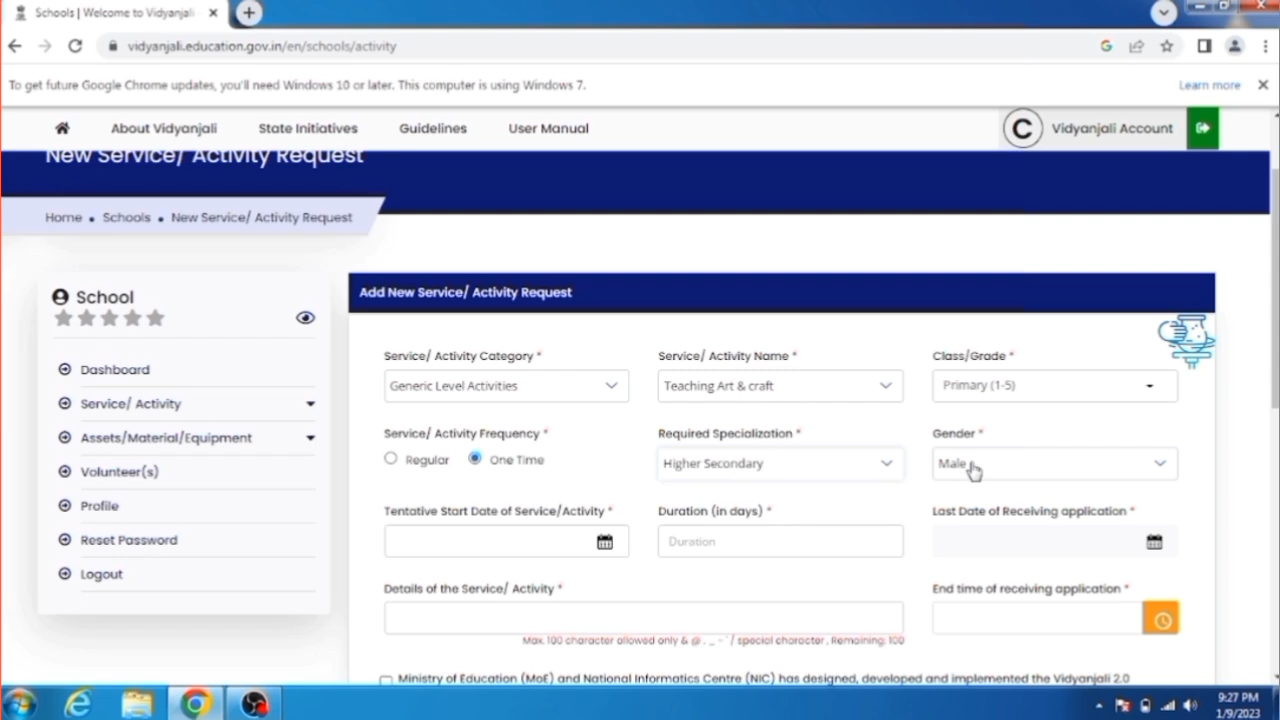 Schools | Welcome to Vidyanjali
vidyanjali.education.gov.in/en/schools/activity
To get future Google Chrome updates, you'll need Windows 10 or later. This computer is using Windows 7.
Learn more
About Vidyanjali
State Initiatives
Guidelines
User Manual
C
Vidyanjali Account
New Service/ Activity Request
Home • Schools • New Service/ Activity Request
School
Dashboard
Service/ Activity
Assets/Material/Equipment
Volunteer(s)
Profile
Reset Password
Logout
Add New Service/ Activity Request
Service/ Activity Category *
Service/ Activity Name *
Class/Grade *
Generic Level Activities
Teaching Art & craft
Primary (1-5)
Service/ Activity Frequency *
Required Specialization *
Gender *
Regular
One Time
Higher Secondary
Male
Tentative Start Date of Service/Activity *
Duration (in days) *
Last Date of Receiving application *
Duration
Details of the Service/ Activity *
End time of receiving application *
Max. 100 character allowed only & @ . _ - ' / special character , Remaining: 100
Ministry of Education (MoE) and National Informatics Centre (NIC) has designed, developed and implemented the Vidyanjali 2.0
9:27 PM
1/9/2023